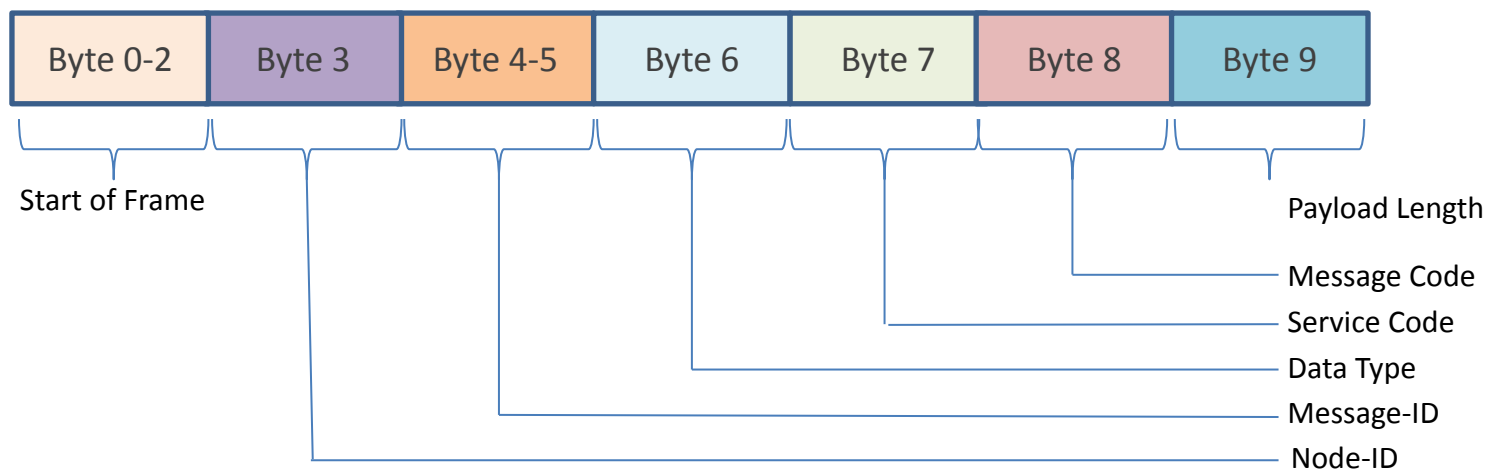 Byte 0-2 Byte 3 Byte 4-5 Byte 6 Byte 7 Byte 8 Byte 9
Start of Frame
Payload Length
Message Code
Service Code
Data Type
Message-ID
Node-ID